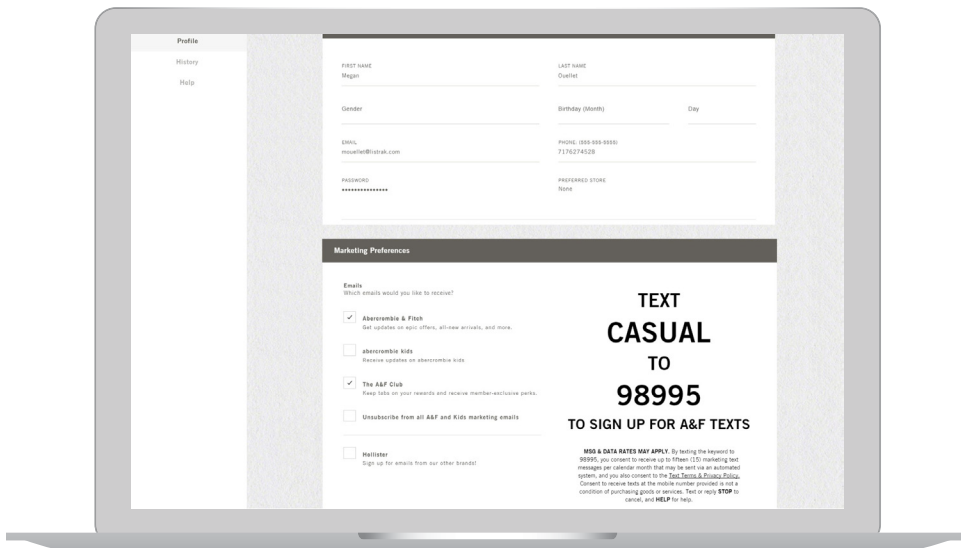 Profile
History
Help
FIRST NAME
Megan
LAST NAME
Ouellet
Gender
Birthday (Month)
Day
EMAIL
mouellet@listrak.com
PHONE: (555-555-5555)
7176274528
PASSWORD
•••••••••••••••
PREFERRED STORE
None
Marketing Preferences
Emails
Which emails would you like to receive?
Abercrombie & Fitch
Get updates on epic offers, all-new arrivals, and more.
abercrombie kids
Receive updates on abercrombie kids
The A&F Club
Keep tabs on your rewards and receive member-exclusive perks.
Unsubscribe from all A&F and Kids marketing emails
Hollister
Sign up for emails from our other brands!
TEXT
CASUAL
TO
98995
TO SIGN UP FOR A&F TEXTS
MSG & DATA RATES MAY APPLY. By texting the keyword to
98995, you consent to receive up to fifteen (15) marketing text
messages per calendar month that may be sent via an automated
system, and you also consent to the Text Terms & Privacy Policy.
Consent to receive texts at the mobile number provided is not a
condition of purchasing goods or services. Text or reply STOP to
cancel, and HELP for help.